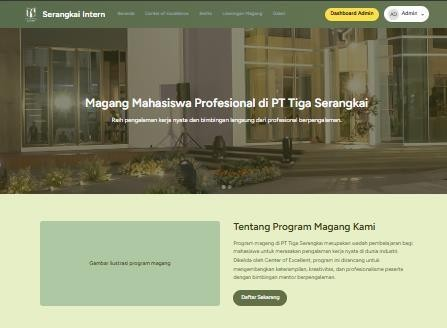 Serangkai Intern
Beranda
Center of Excellence
Berita
Lowongan Magang
Galeri
Dashboard Admin
AD
Admin
Magang Mahasiswa Profesional di PT Tiga Serangkai
Raih pengalaman kerja nyata dan bimbingan langsung dari profesional berpengalaman.
Gambar ilustrasi program magang
Tentang Program Magang Kami
Program magang di PT Tiga Serangkai merupakan wadah pembelajaran bagi
mahasiswa untuk merasakan pengalaman kerja nyata di dunia industri.
Dikelola oleh Center of Excellent, program ini dirancang untuk
mengembangkan keterampilan, kreativitas, dan profesionalisme peserta
dengan bimbingan mentor berpengalaman.
Daftar Sekarang